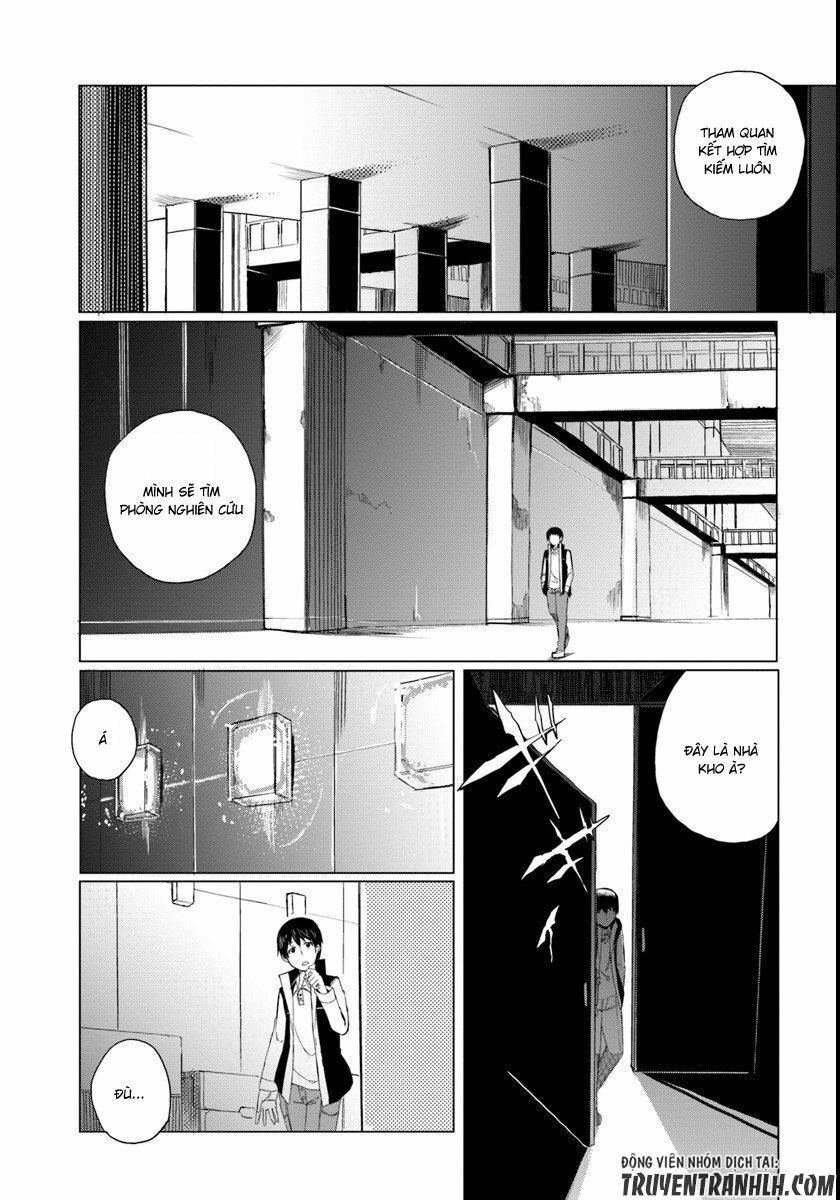 THAM QUAN
KẾT HỢP TÌM
KIẾM LUÔN
MÌNH SẼ TÌM
PHÒNG NGHIÊN CỨU
ĐÂY LÀ NHÀ
KHO À?
Á
ĐÙ...
ĐỘNG VIÊN NHÓM DỊCH TẠI:
TRUYENTRANHLH.COM